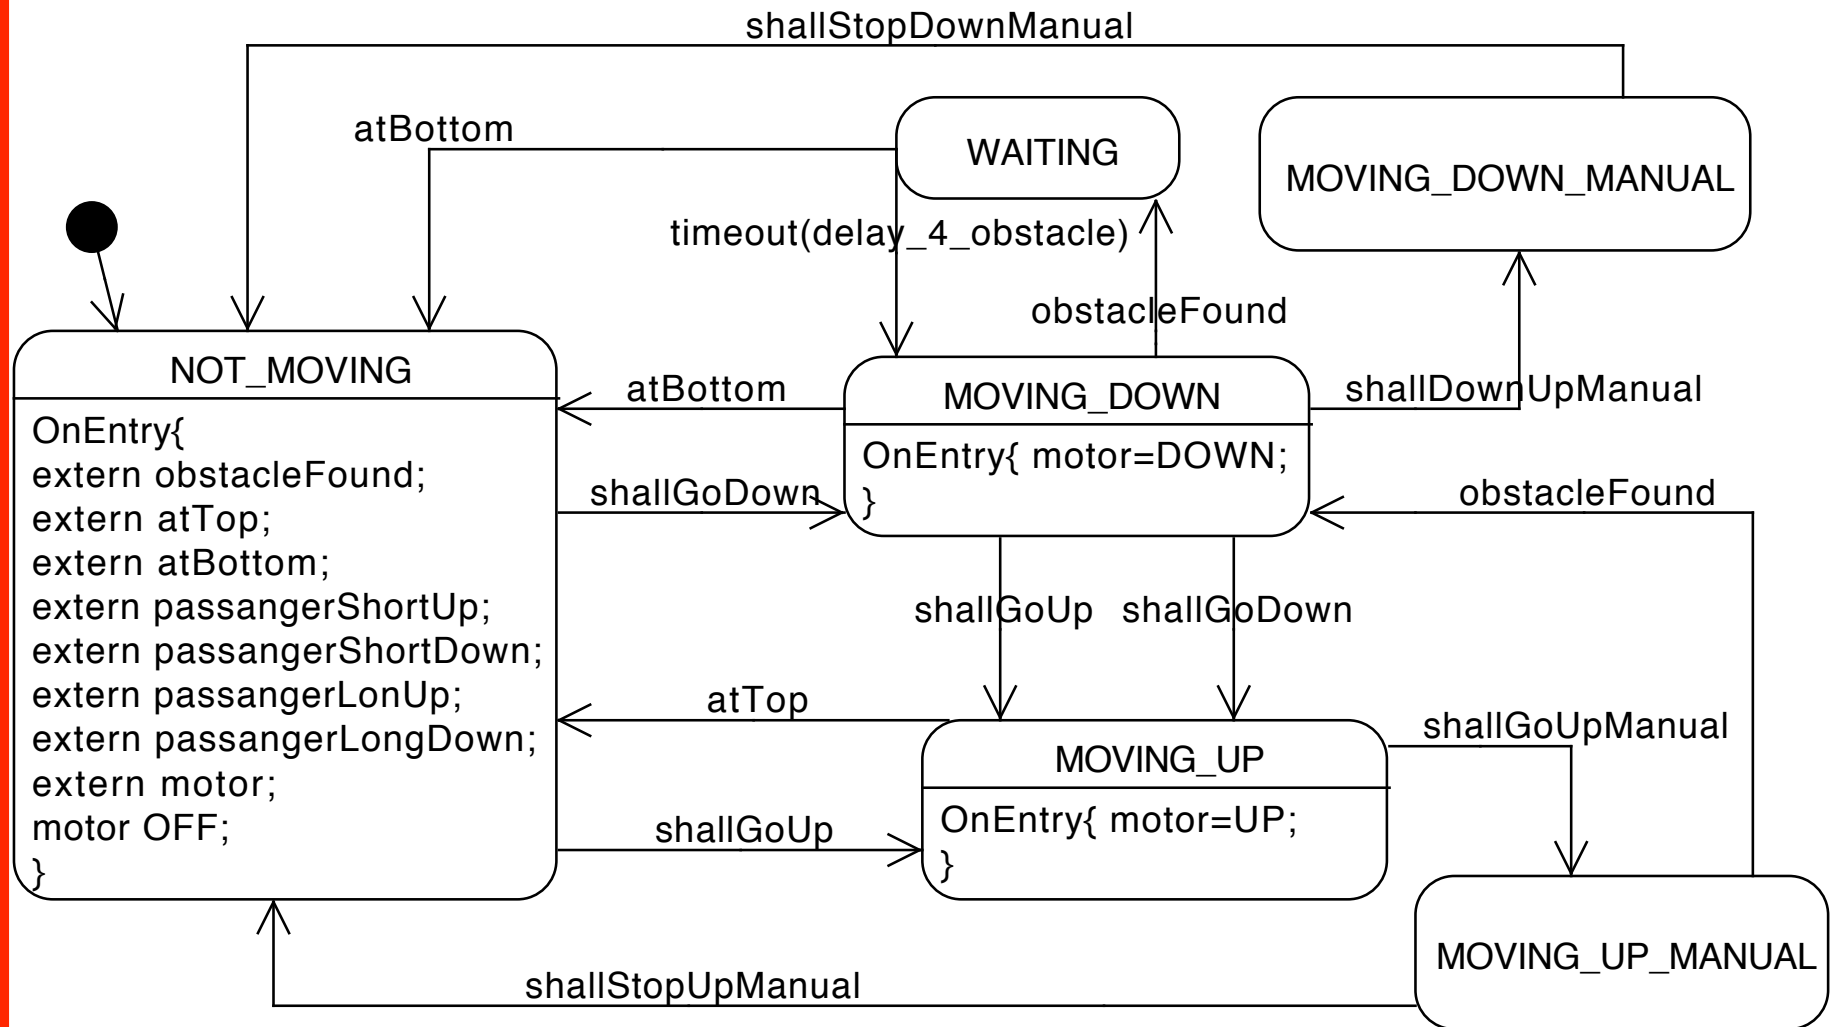 shallStopDownManual
atBottom
WAITING
MOVING_DOWN_MANUAL
timeout(delay_4_obstacle)
obstacleFound
NOT_MOVING
OnEntry{
extern obstacleFound;
extern atTop;
extern atBottom;
extern passangerShortUp;
extern passangerShortDown;
extern passangerLonUp;
extern passangerLongDown;
extern motor;
motor OFF;
}
atBottom
MOVING_DOWN
OnEntry{ motor=DOWN;
}
shallDownUpManual
shallGoDown
obstacleFound
shallGoUp
shallGoDown
atTop
MOVING_UP
OnEntry{ motor=UP;
}
shallGoUpManual
shallGoUp
MOVING_UP_MANUAL
shallStopUpManual